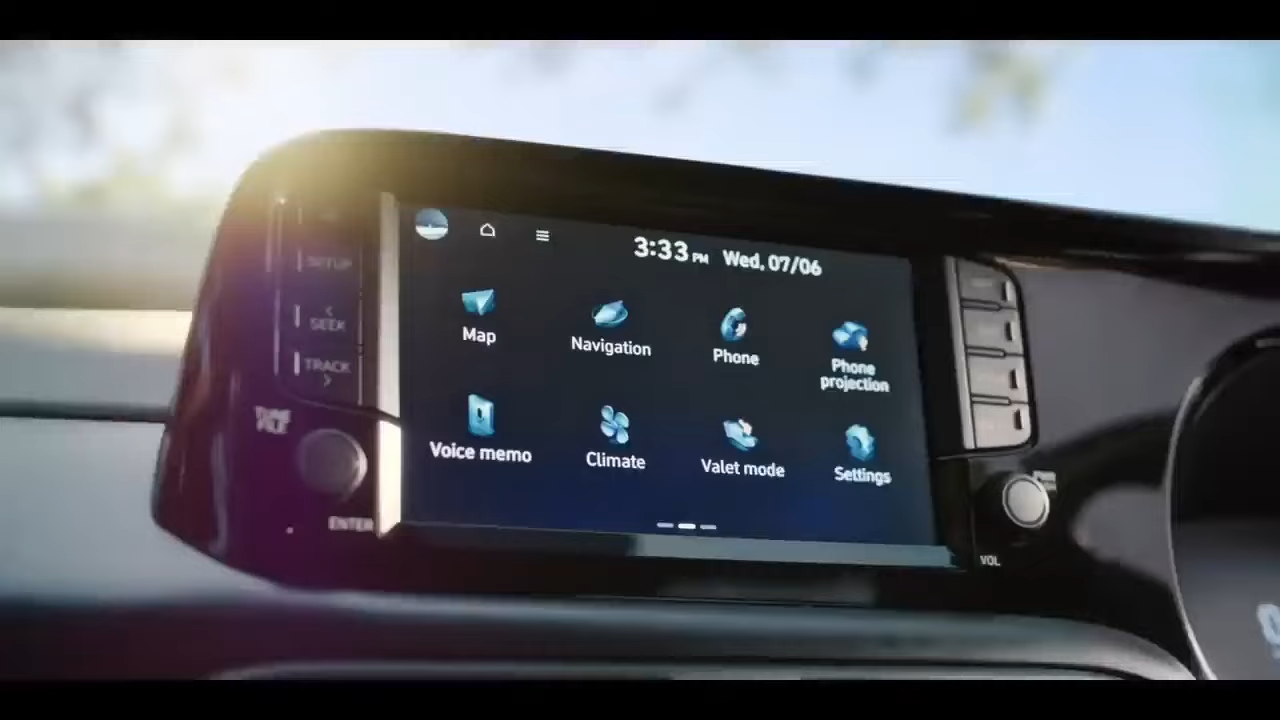 3:33 PM Wed, 07/06
SETUP
< SEEK
TRACK >
TUNE
FILE
ENTER
Map
Navigation
Phone
Phone projection
Voice memo
Climate
Valet mode
Settings
VOL